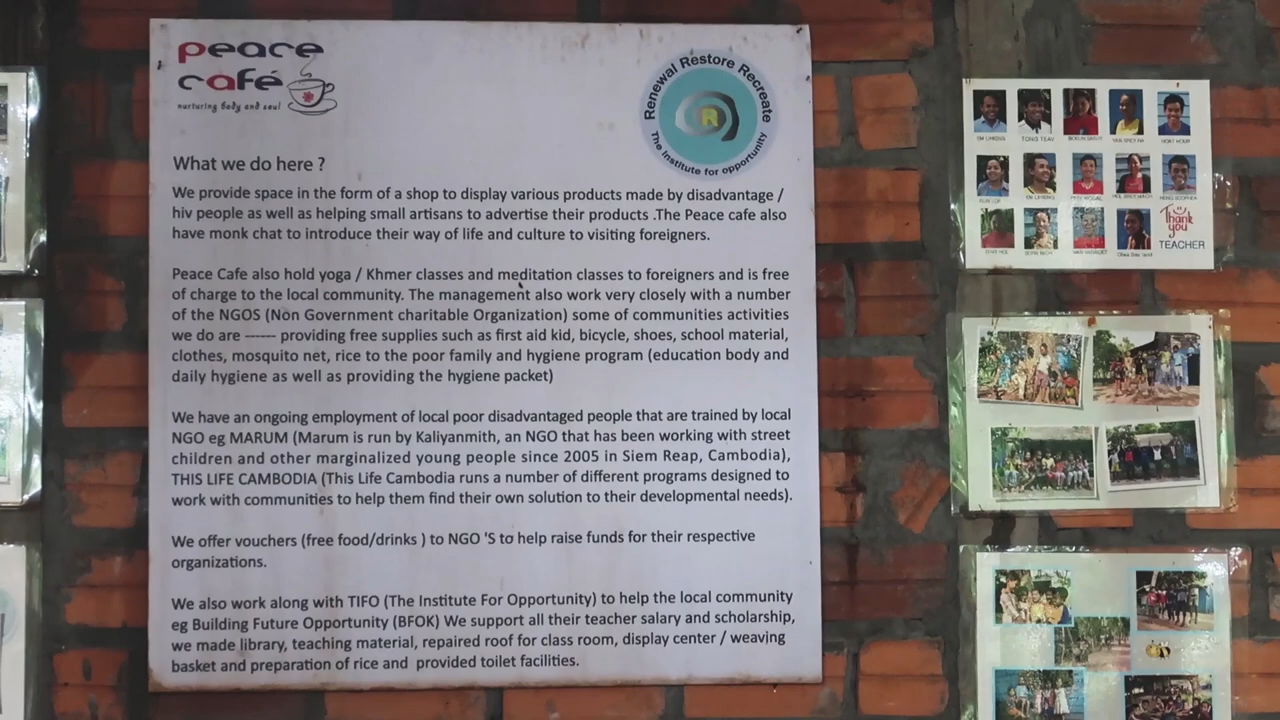 peace
café
nurturing body and soul
Renewal Restore Recreate
R
The Institute for opportunity
What we do here ?
We provide space in the form of a shop to display various products made by disadvantage /
hiv people as well as helping small artisans to advertise their products .The Peace cafe also
have monk chat to introduce their way of life and culture to visiting foreigners.
Peace Cafe also hold yoga / Khmer classes and meditation classes to foreigners and is free
of charge to the local community. The management also work very closely with a number
of the NGOS (Non Government charitable Organization) some of communities activities
we do are ------ providing free supplies such as first aid kid, bicycle, shoes, school material,
clothes, mosquito net, rice to the poor family and hygiene program (education body and
daily hygiene as well as providing the hygiene packet)
We have an ongoing employment of local poor disadvantaged people that are trained by local
NGO eg MARUM (Marum is run by Kaliyanmith, an NGO that has been working with street
children and other marginalized young people since 2005 in Siem Reap, Cambodia),
THIS LIFE CAMBODIA (This Life Cambodia runs a number of different programs designed to
work with communities to help them find their own solution to their developmental needs).
We offer vouchers (free food/drinks ) to NGO 'S to help raise funds for their respective
organizations.
We also work along with TIFO (The Institute For Opportunity) to help the local community
eg Building Future Opportunity (BFOK) We support all their teacher salary and scholarship,
we made library, teaching material, repaired roof for class room, display center / weaving
basket and preparation of rice and provided toilet facilities.
TONG TEAV
Thank
you
TEACHER